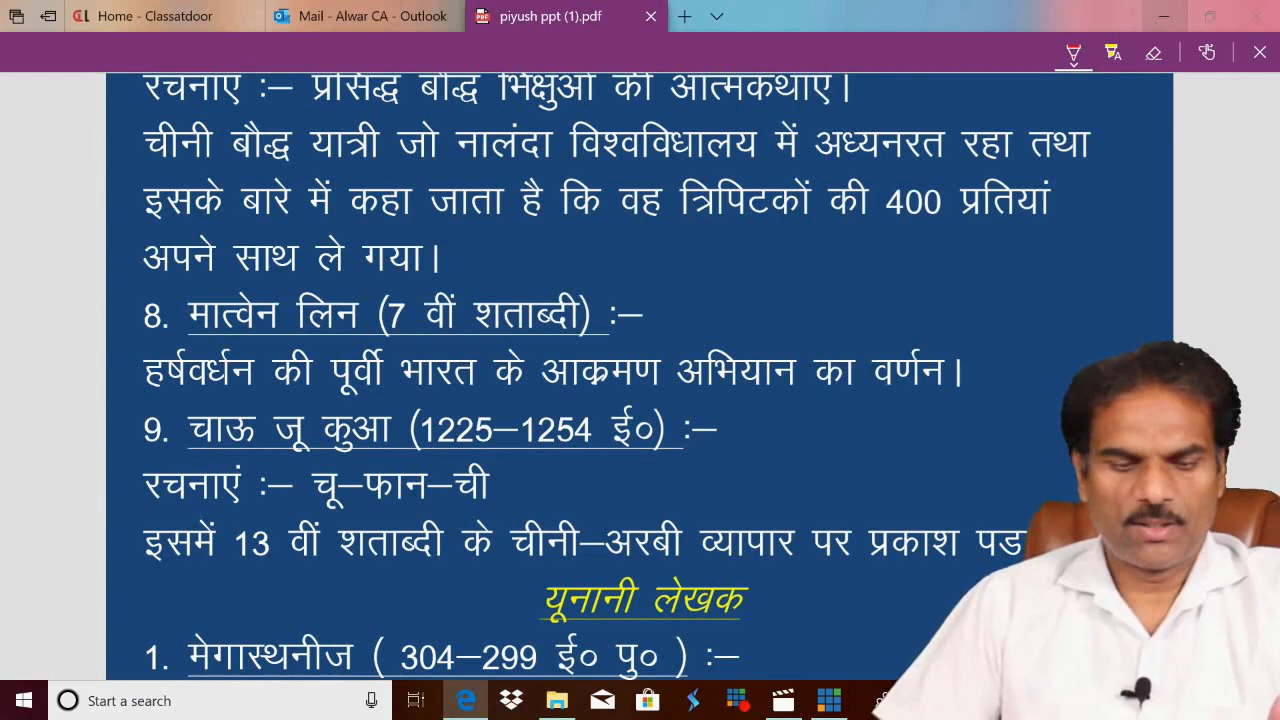 Home - Classatdoor
Mail - Alwar CA - Outlook
piyush ppt (1).pdf
रचनाएं :– प्रसिद्ध बौद्ध भिक्षुओं की आत्मकथाएं।
चीनी बौद्ध यात्री जो नालंदा विश्वविधालय में अध्यनरत रहा तथा
इसके बारे में कहा जाता है कि वह त्रिपिटकों की 400 प्रतियां
अपने साथ ले गया।
8. मात्वेन लिन (7 वीं शताब्दी) :–
हर्षवर्धन की पूर्वी भारत के आक्रमण अभियान का वर्णन।
9. चाऊ जू कुआ (1225–1254 ई०) :–
रचनाएं :– चू–फान–ची
इसमें 13 वीं शताब्दी के चीनी–अरबी व्यापार पर प्रकाश
यूनानी लेखक
1. मेगास्थनीज ( 304–299 ई० पु० ) :–
Start a search